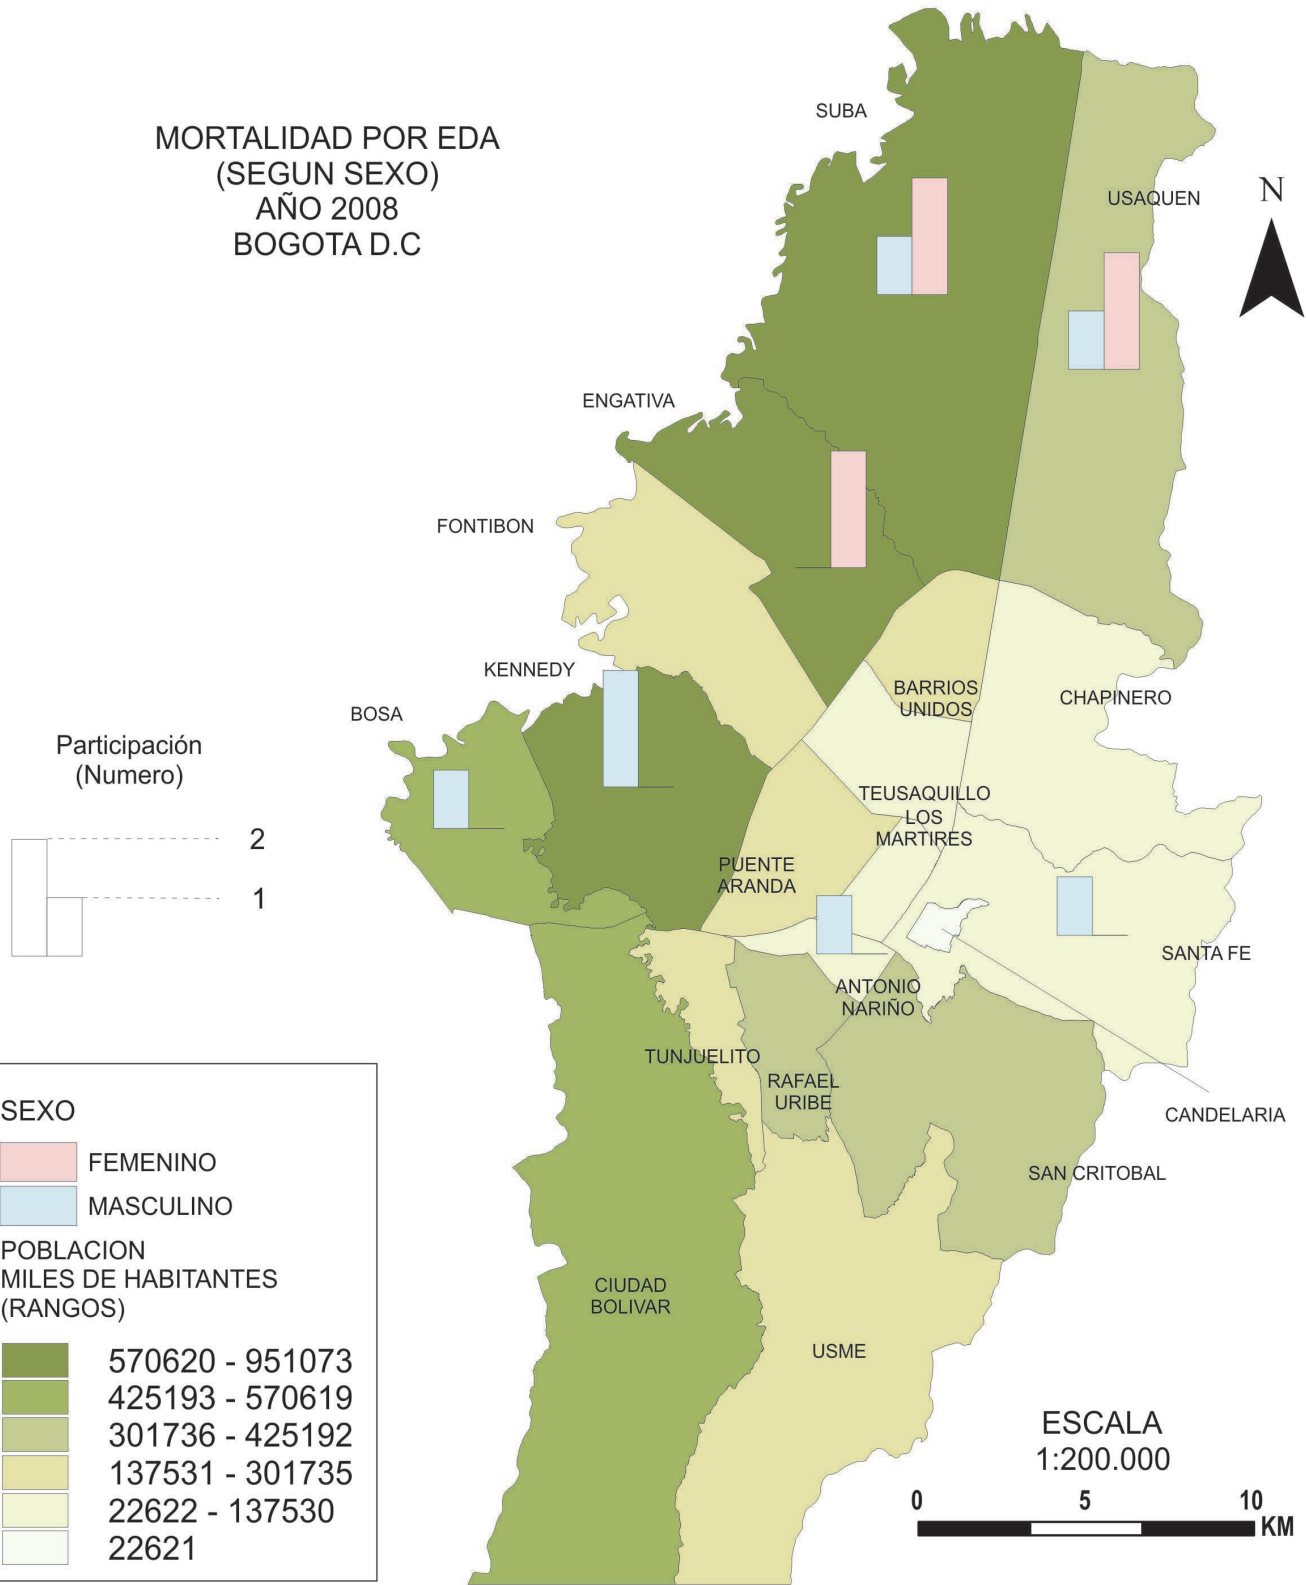 MORTALIDAD POR EDA
(SEGUN SEXO)
AÑO 2008
BOGOTA D.C
SUBA
USAQUEN
N
ENGATIVA
FONTIBON
KENNEDY
BOSA
BARRIOS
UNIDOS
CHAPINERO
Participación
(Numero)
2
1
TEUSAQUILLO
LOS
MARTIRES
PUENTE
ARANDA
SANTA FE
ANTONIO
NARIÑO
TUNJUELITO
RAFAEL
URIBE
CANDELARIA
SAN CRITOBAL
CIUDAD
BOLIVAR
USME
SEXO
FEMENINO
MASCULINO
POBLACION
MILES DE HABITANTES
(RANGOS)
570620 - 951073
425193 - 570619
301736 - 425192
137531 - 301735
22622 - 137530
22621
ESCALA
1:200.000
0 5 10
KM